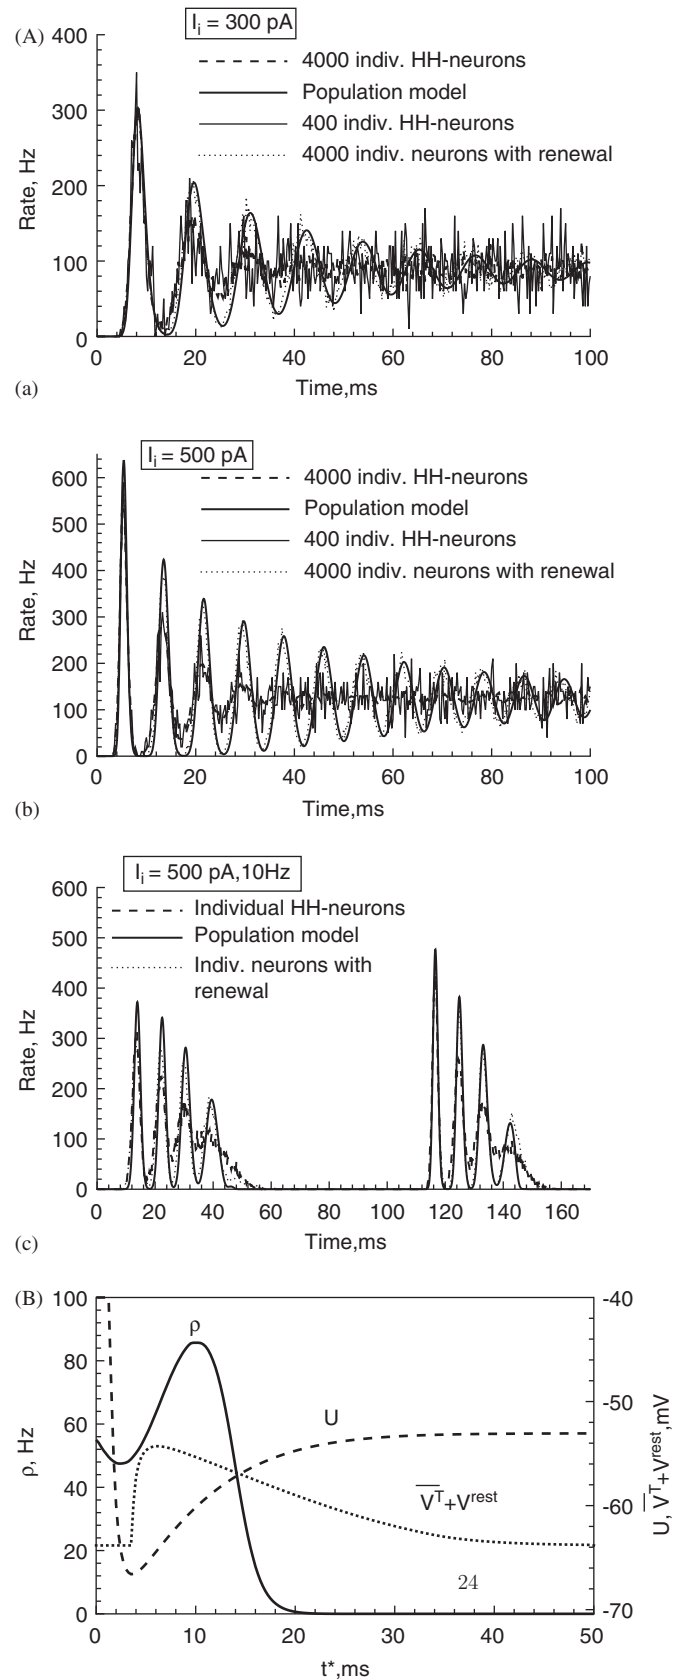 (A)
I_i = 300 pA
400
300
200
100
0
Rate, Hz
4000 indiv. HH-neurons
Population model
400 indiv. HH-neurons
4000 indiv. neurons with renewal
0 20 40 60 80 100
(a)
Time,ms
I_i = 500 pA
600
500
400
300
200
100
0
Rate, Hz
4000 indiv. HH-neurons
Population model
400 indiv. HH-neurons
4000 indiv. neurons with renewal
0 20 40 60 80 100
(b)
Time,ms
I_i = 500 pA,10Hz
600
500
400
300
200
100
0
Rate, Hz
Individual HH-neurons
Population model
Indiv. neurons with
renewal
0 20 40 60 80 100 120 140 160
(c)
Time,ms
(B)
100
80
60
40
20
0
ρ, Hz
ρ
U
V̅ᵀ+Vʳᵉˢᵗ
24
-40
-50
-60
-70
U, V̅ᵀ+Vʳᵉˢᵗ,mV
0 10 20 30 40 50
t*,ms